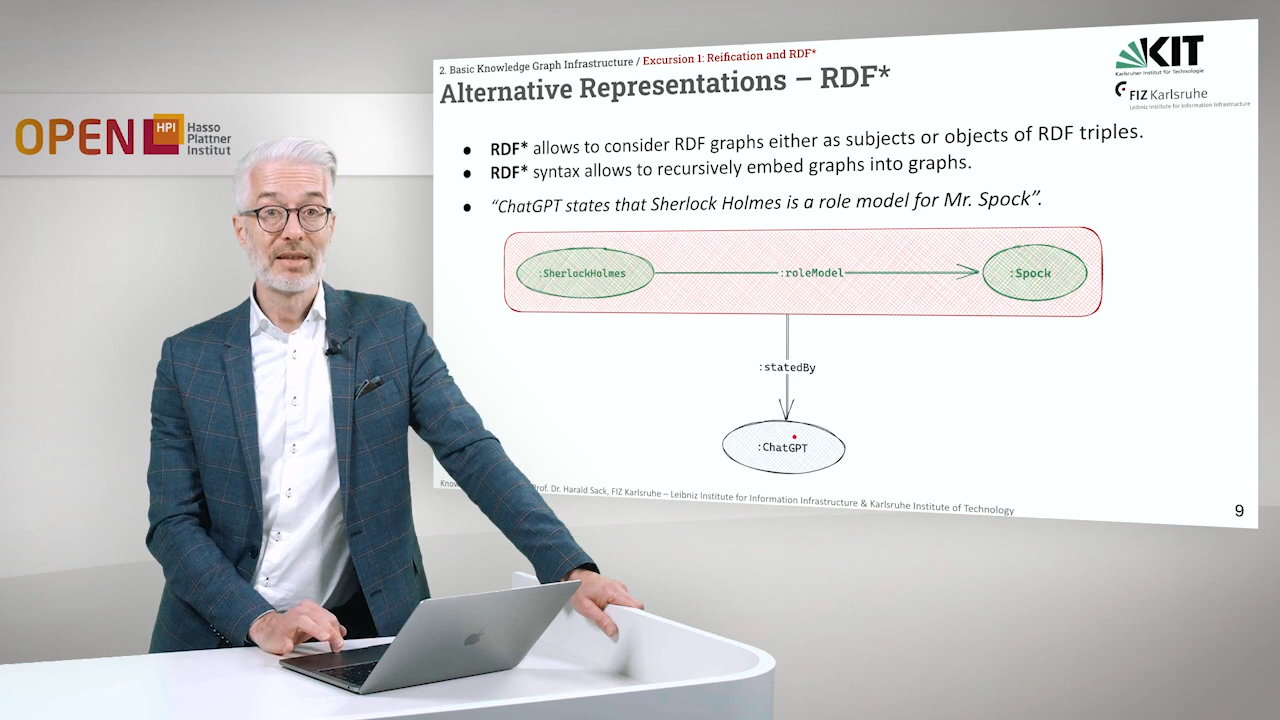 OPEN HPI Hasso
Plattner
Institut
2. Basic Knowledge Graph Infrastructure / Excursion 1: Reification and RDF*
Alternative Representations – RDF*
KIT
Karlsruher Institut für Technologie
FIZ Karlsruhe
Leibniz Institute for Information Infrastructure
● RDF* allows to consider RDF graphs either as subjects or objects of RDF triples.
● RDF* syntax allows to recursively embed graphs into graphs.
● “ChatGPT states that Sherlock Holmes is a role model for Mr. Spock”.
:SherlockHolmes :roleModel :Spock
:statedBy
:ChatGPT
Prof. Dr. Harald Sack, FIZ Karlsruhe – Leibniz Institute for Information Infrastructure & Karlsruhe Institute of Technology
9